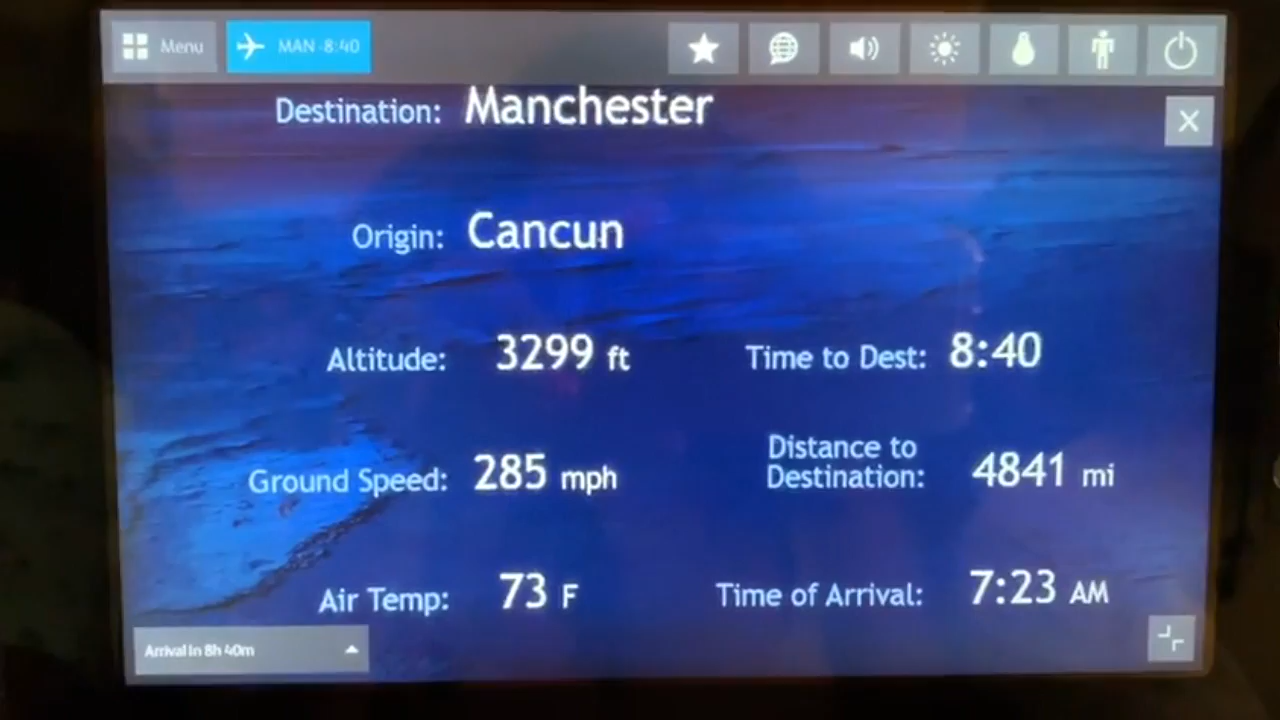 Menu
MAN -8:40
Destination: Manchester
Origin: Cancun
Altitude: 3299 ft
Time to Dest: 8:40
Ground Speed: 285 mph
Distance to
Destination: 4841 mi
Air Temp: 73 F
Time of Arrival: 7:23 AM
Arrival in 8h 40m